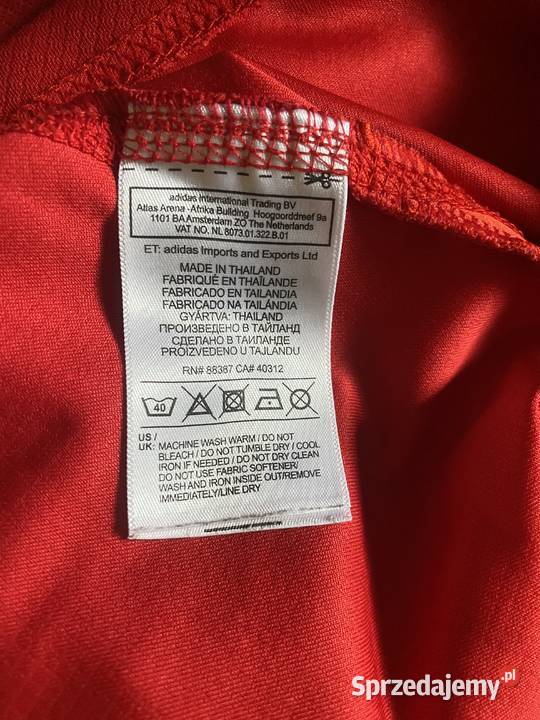 adidas International Trading BV
Atlas Arena -Afrika Building Hoogoorddreef 9a
1101 BA Amsterdam ZO The Netherlands
VAT NO. NL 8073.01.322.B.01
ET: adidas Imports and Exports Ltd
MADE IN THAILAND
FABRIQUÉ EN THAÏLANDE
FABRICADO EN TAILANDIA
FABRICADO NA TAILÂNDIA
GYÁRTVA: THAILAND
ПРОИЗВЕДЕНО В ТАЙЛАНД
СДЕЛАНО В ТАИЛАНДЕ
PROIZVEDENO U TAJLANDU
RN# 88387 CA# 40312
40
US /
UK: MACHINE WASH WARM / DO NOT
BLEACH / DO NOT TUMBLE DRY / COOL
IRON IF NEEDED / DO NOT DRY CLEAN
DO NOT USE FABRIC SOFTENER/
WASH AND IRON INSIDE OUT/REMOVE
IMMEDIATELY/LINE DRY
Sprzedajemy.pl